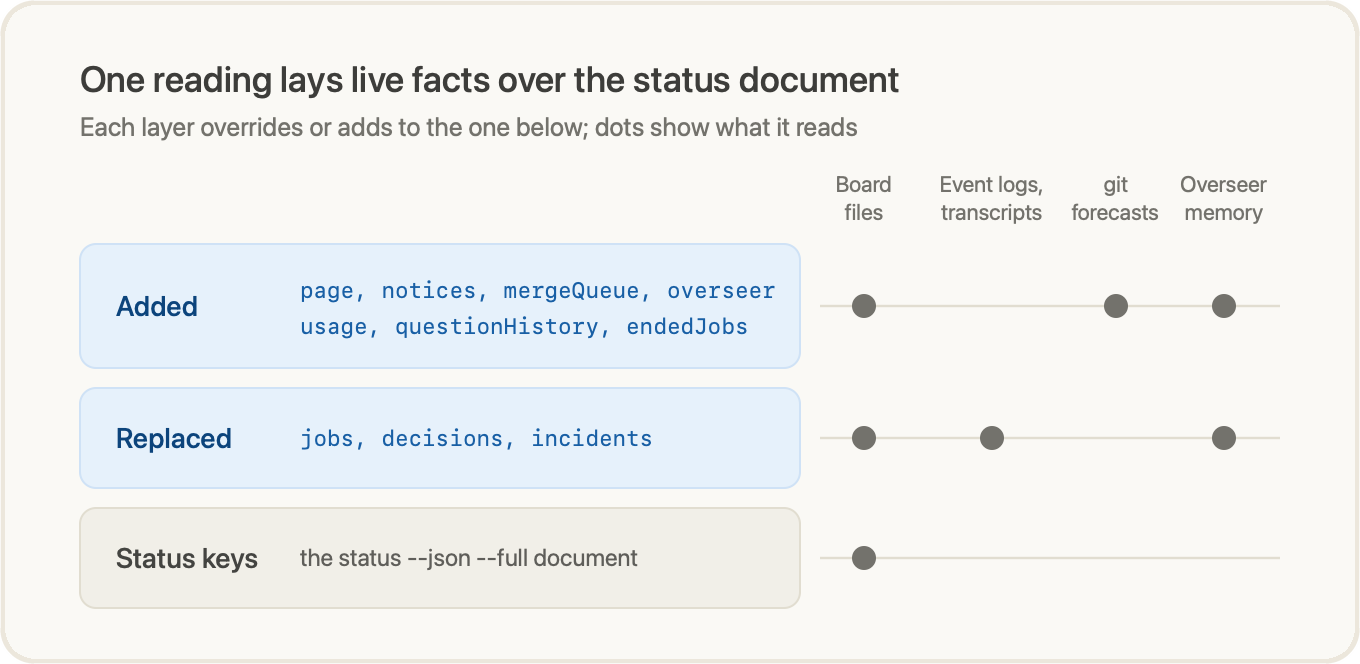 One reading lays live facts over the status document
Each layer overrides or adds to the one below; dots show what it reads
Board
files
Event logs,
transcripts
git
forecasts
Overseer
memory
Added
page, notices, mergeQueue, overseer
usage, questionHistory, endedJobs
Replaced
jobs, decisions, incidents
Status keys
the status --json --full document